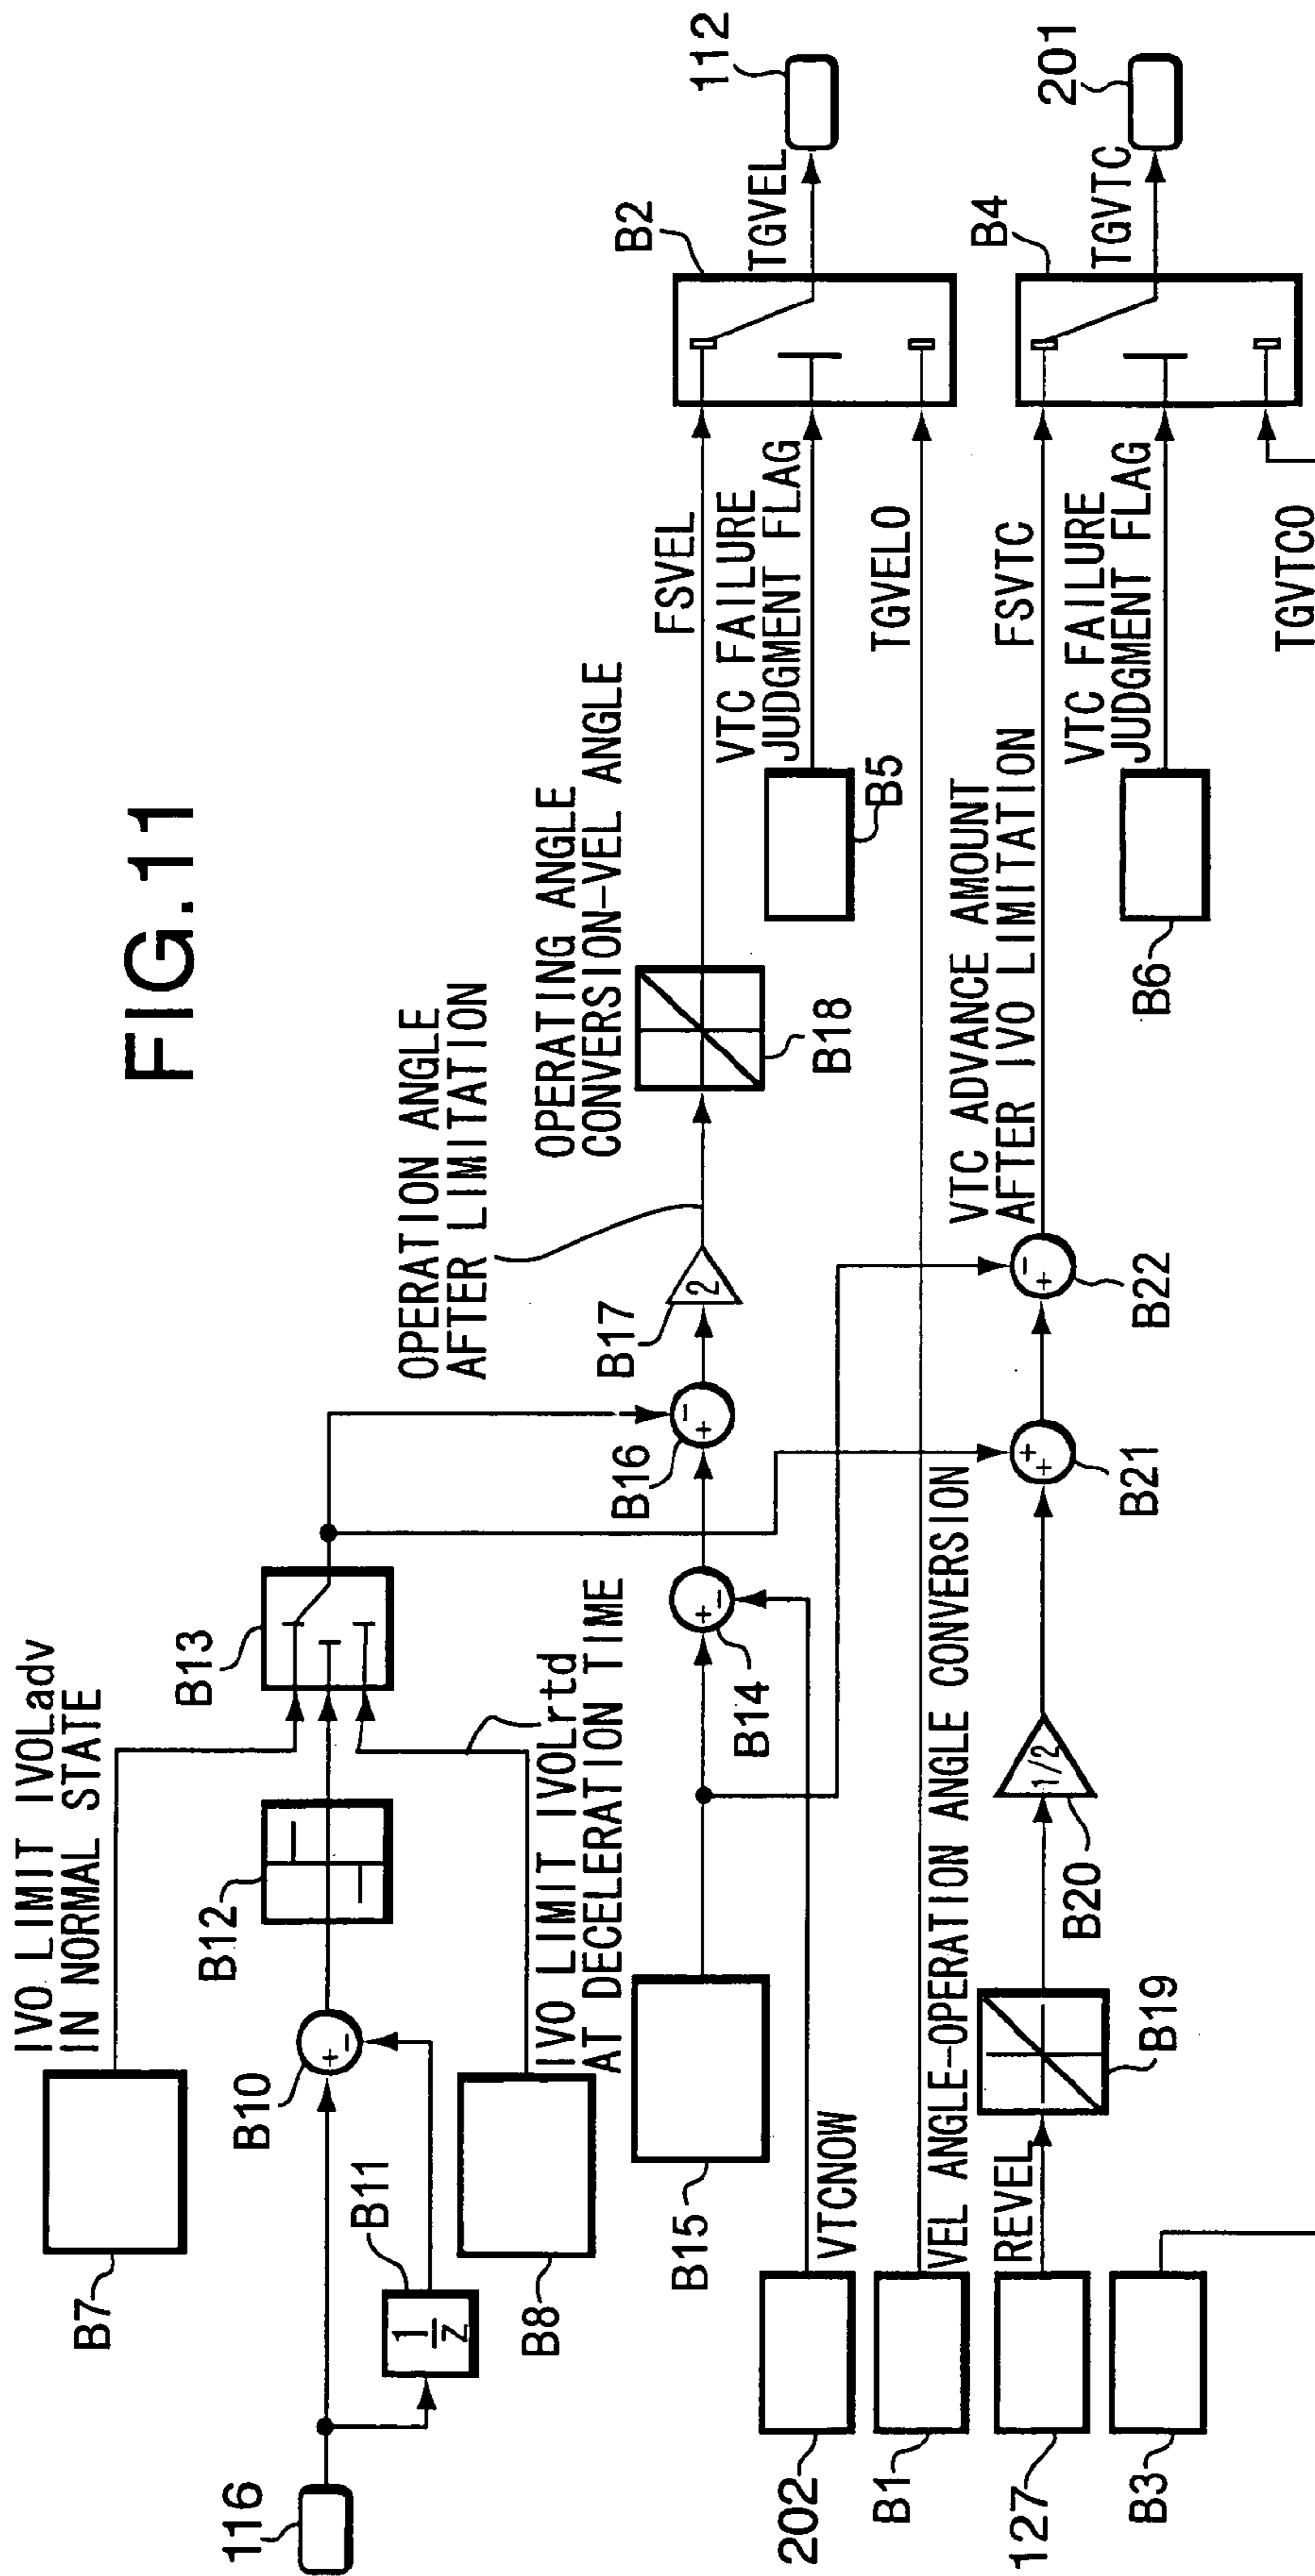 FIG.11
IVO LIMIT IVOLadv
IN NORMAL STATE
B7
B10
B12
B13
116
B11
1/z
B8
IVO LIMIT IVOLrtd
AT DECELERATION TIME
+
-
OPERATION ANGLE
AFTER LIMITATION
OPERATING ANGLE
CONVERSION-VEL ANGLE
B15
B14
+
-
B16
+
-
B17
2
B18
FSVEL
VTC FAILURE
JUDGMENT FLAG
B5
B2
TGVEL
112
202
VTCNOW
B1
TGVEL0
VEL ANGLE-OPERATION ANGLE CONVERSION
127
REVEL
B19
B20
1/2
B21
+
+
B22
+
-
VTC ADVANCE AMOUNT
AFTER IVO LIMITATION
FSVTC
VTC FAILURE
JUDGMENT FLAG
B6
B4
TGVTC
201
B3
TGVTC0